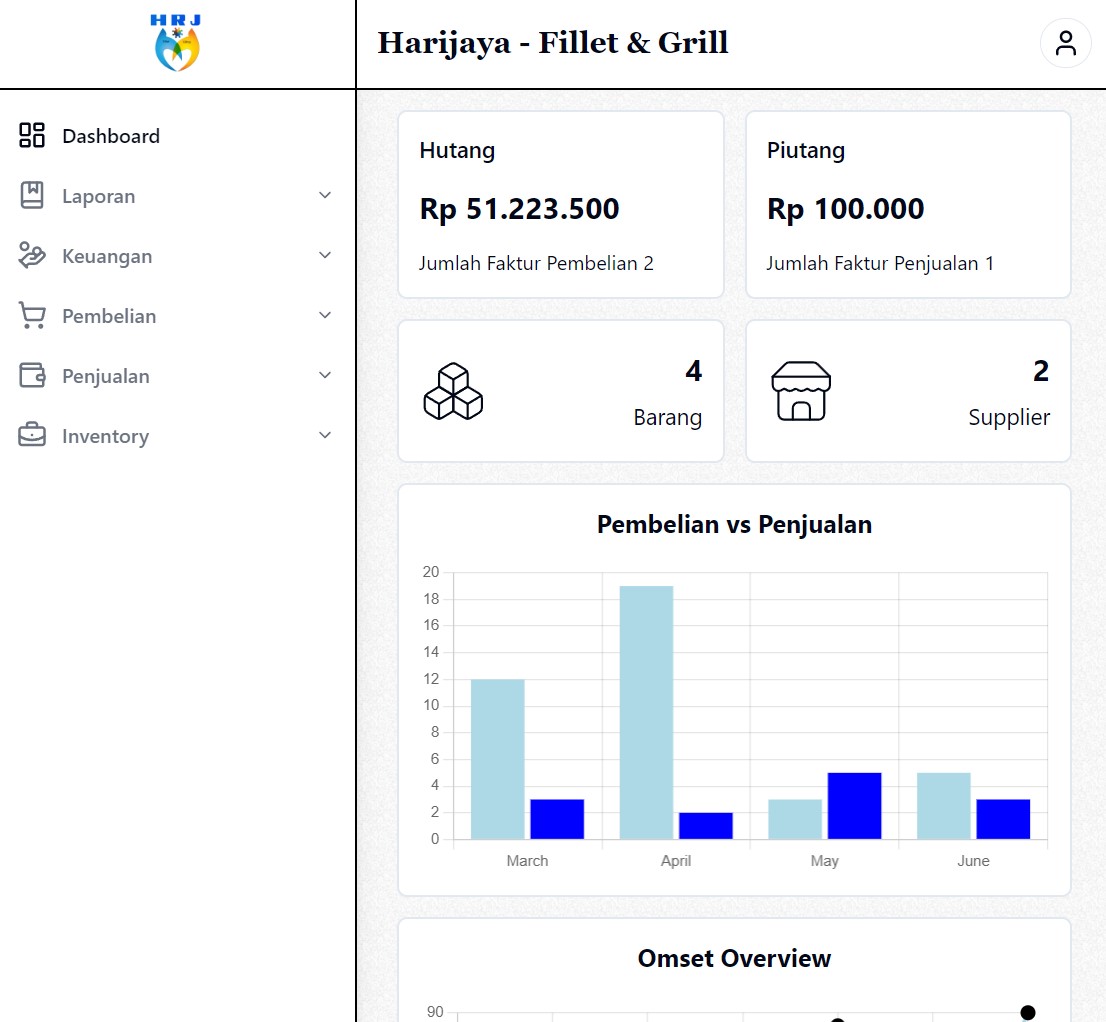 HRJ
Harijaya - Fillet & Grill
Dashboard
Laporan
Keuangan
Pembelian
Penjualan
Inventory
Hutang
Rp 51.223.500
Jumlah Faktur Pembelian 2
Piutang
Rp 100.000
Jumlah Faktur Penjualan 1
4
Barang
2
Supplier
Pembelian vs Penjualan
20
18
16
14
12
10
8
6
4
2
0
March April May June
Omset Overview
90